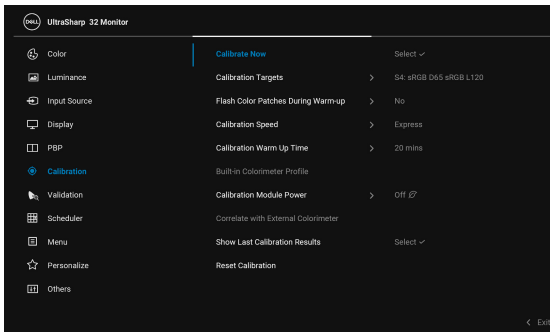 DELL UltraSharp 32 Monitor
Color
Calibrate Now Select
Luminance
Calibration Targets S4: sRGB D65 sRGB L120
Input Source
Flash Color Patches During Warm-up No
Display
Calibration Speed Express
PBP
Calibration Warm Up Time 20 mins
Calibration
Built-in Colorimeter Profile
Validation
Calibration Module Power Off
Scheduler
Correlate with External Colorimeter
Menu
Show Last Calibration Results Select
Personalize
Reset Calibration
Others
Exit